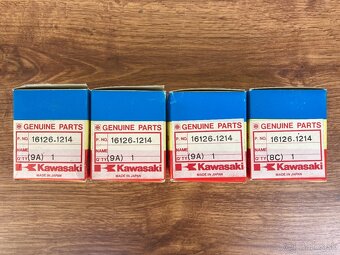 GENUINE PARTS
P. NO. 16126-1214
NAME
Q'TY (9A) 1
Kawasaki
MADE IN JAPAN
GENUINE PARTS
P. NO. 16126-1214
NAME
Q'TY (9A) 1
Kawasaki
MADE IN JAPAN
GENUINE PARTS
P. NO. 16126-1214
NAME
Q'TY (9A) 1
Kawasaki
MADE IN JAPAN
GENUINE PARTS
P. NO. 16126-1214
NAME
Q'TY (8C) 1
Kawasaki
MADE IN JAPAN